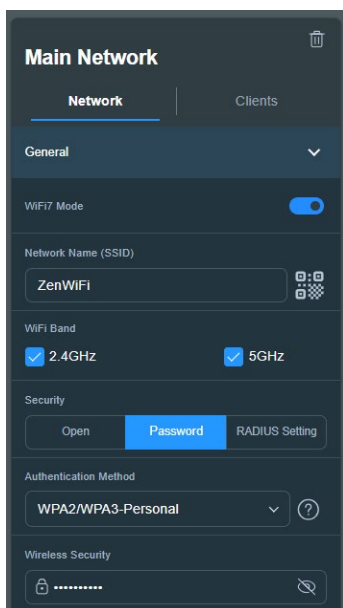 Main Network
Network Clients
General
WiFi7 Mode
Network Name (SSID)
ZenWiFi
WiFi Band
2.4GHz 5GHz
Security
Open Password RADIUS Setting
Authentication Method
WPA2/WPA3-Personal ?
Wireless Security
••••••••••